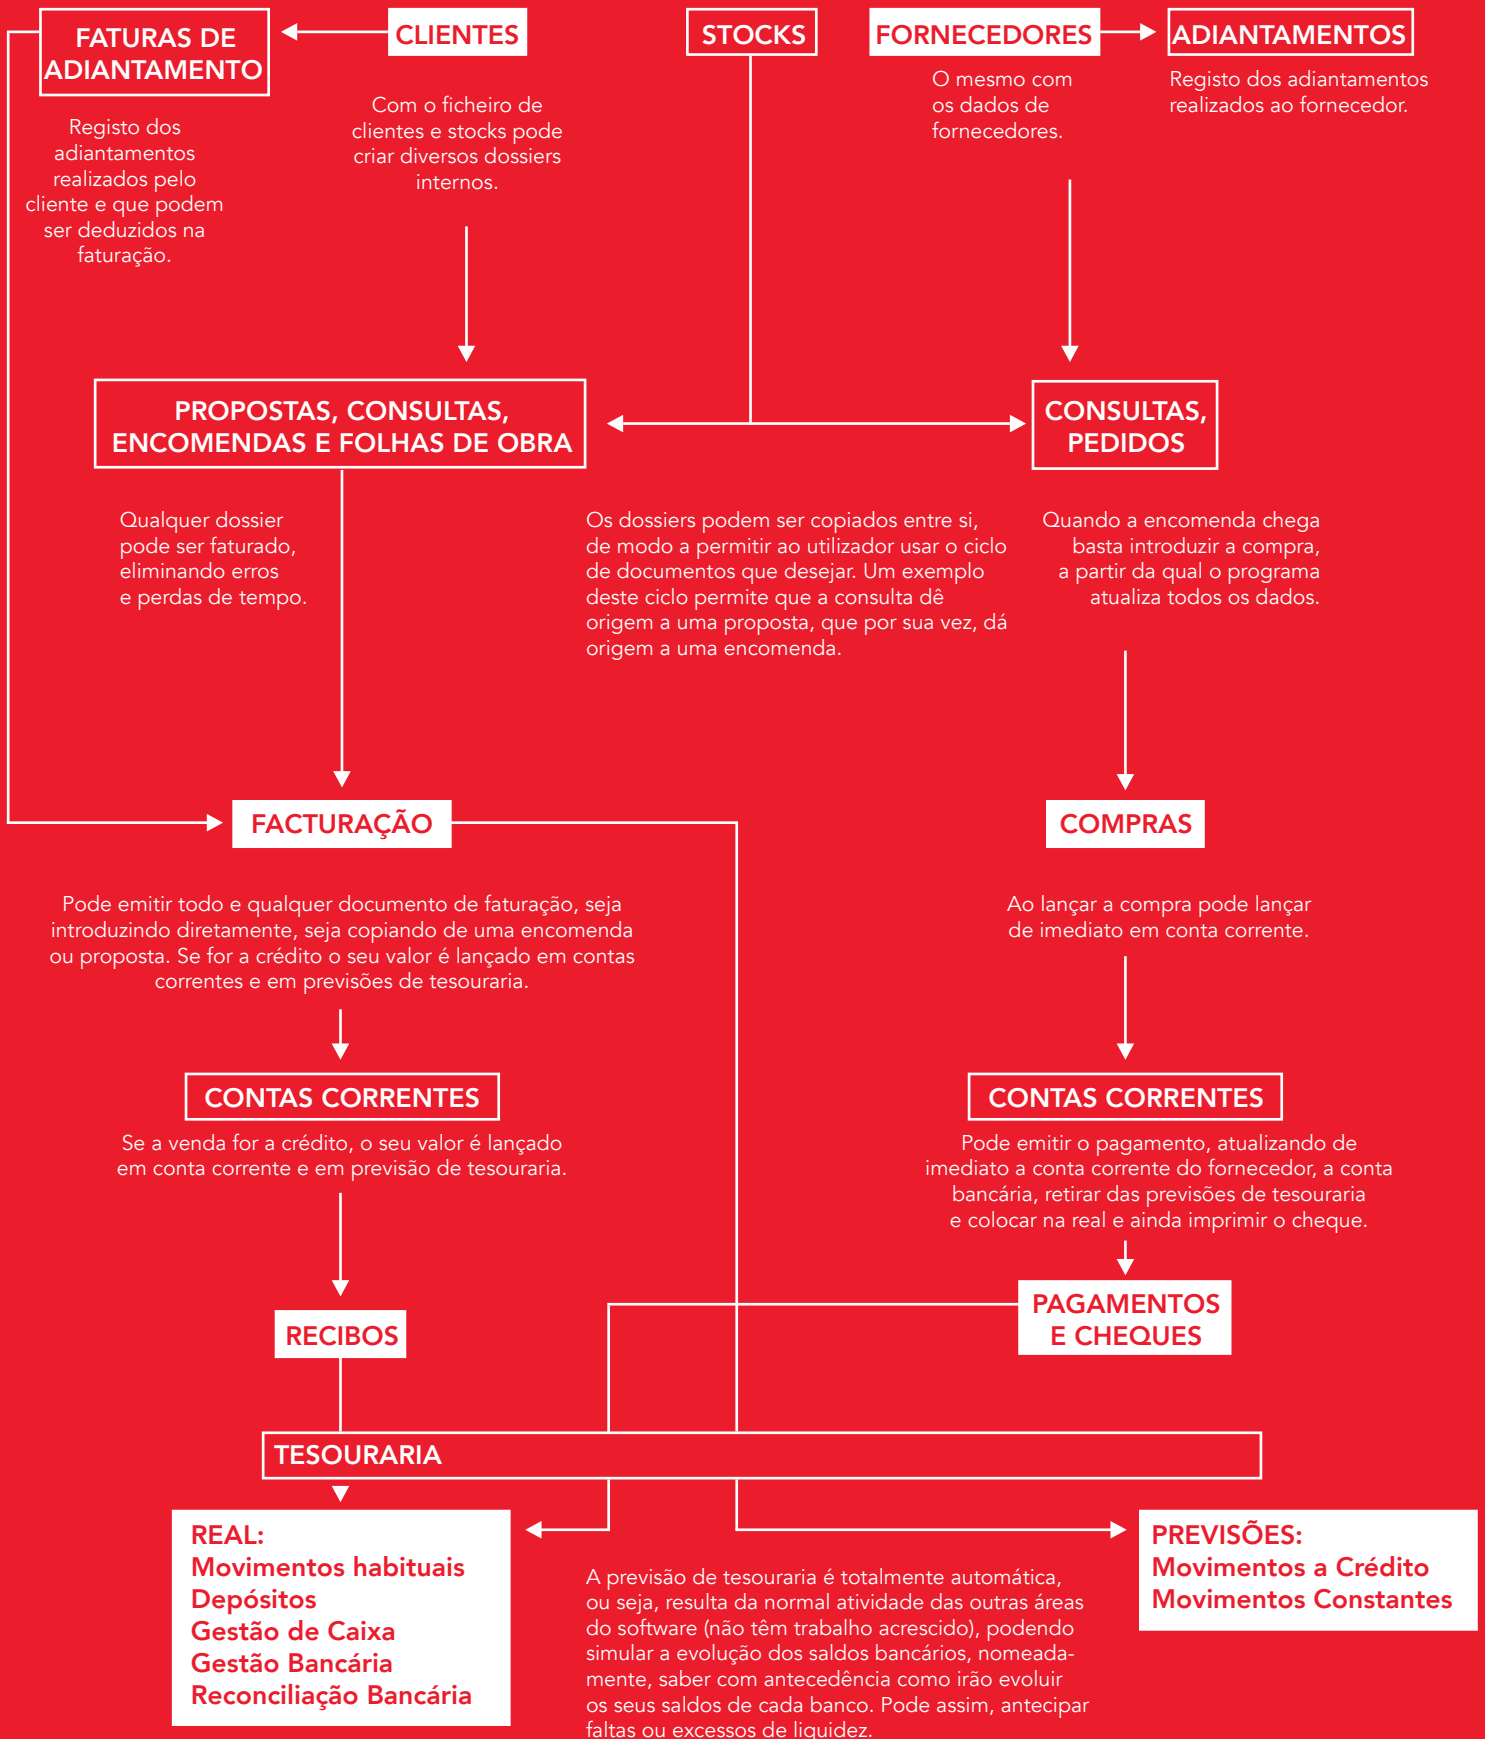 FATURAS DE
ADIANTAMENTO
CLIENTES
STOCKS
FORNECEDORES
ADIANTAMENTOS
Registo dos
adiantamentos
realizados pelo
cliente e que podem
ser deduzidos na
faturação.
Com o ficheiro de
clientes e stocks pode
criar diversos dossiers
internos.
O mesmo com
os dados de
fornecedores.
Registo dos adiantamentos
realizados ao fornecedor.
PROPOSTAS, CONSULTAS,
ENCOMENDAS E FOLHAS DE OBRA
CONSULTAS,
PEDIDOS
Qualquer dossier
pode ser faturado,
eliminando erros
e perdas de tempo.
Os dossiers podem ser copiados entre si,
de modo a permitir ao utilizador usar o ciclo
de documentos que desejar. Um exemplo
deste ciclo permite que a consulta dê
origem a uma proposta, que por sua vez, dá
origem a uma encomenda.
Quando a encomenda chega
basta introduzir a compra,
a partir da qual o programa
atualiza todos os dados.
FACTURAÇÃO
COMPRAS
Pode emitir todo e qualquer documento de faturação, seja
introduzindo diretamente, seja copiando de uma encomenda
ou proposta. Se for a crédito o seu valor é lançado em contas
correntes e em previsões de tesouraria.
Ao lançar a compra pode lançar
de imediato em conta corrente.
CONTAS CORRENTES
CONTAS CORRENTES
Se a venda for a crédito, o seu valor é lançado
em conta corrente e em previsão de tesouraria.
Pode emitir o pagamento, atualizando de
imediato a conta corrente do fornecedor, a conta
bancária, retirar das previsões de tesouraria
e colocar na real e ainda imprimir o cheque.
RECIBOS
PAGAMENTOS
E CHEQUES
TESOURARIA
REAL:
Movimentos habituais
Depósitos
Gestão de Caixa
Gestão Bancária
Reconciliação Bancária
A previsão de tesouraria é totalmente automática,
ou seja, resulta da normal atividade das outras áreas
do software (não têm trabalho acrescido), podendo
simular a evolução dos saldos bancários, nomeada-
mente, saber com antecedência como irão evoluir
os seus saldos de cada banco. Pode assim, antecipar
faltas ou excessos de liquidez.
PREVISÕES:
Movimentos a Crédito
Movimentos Constantes